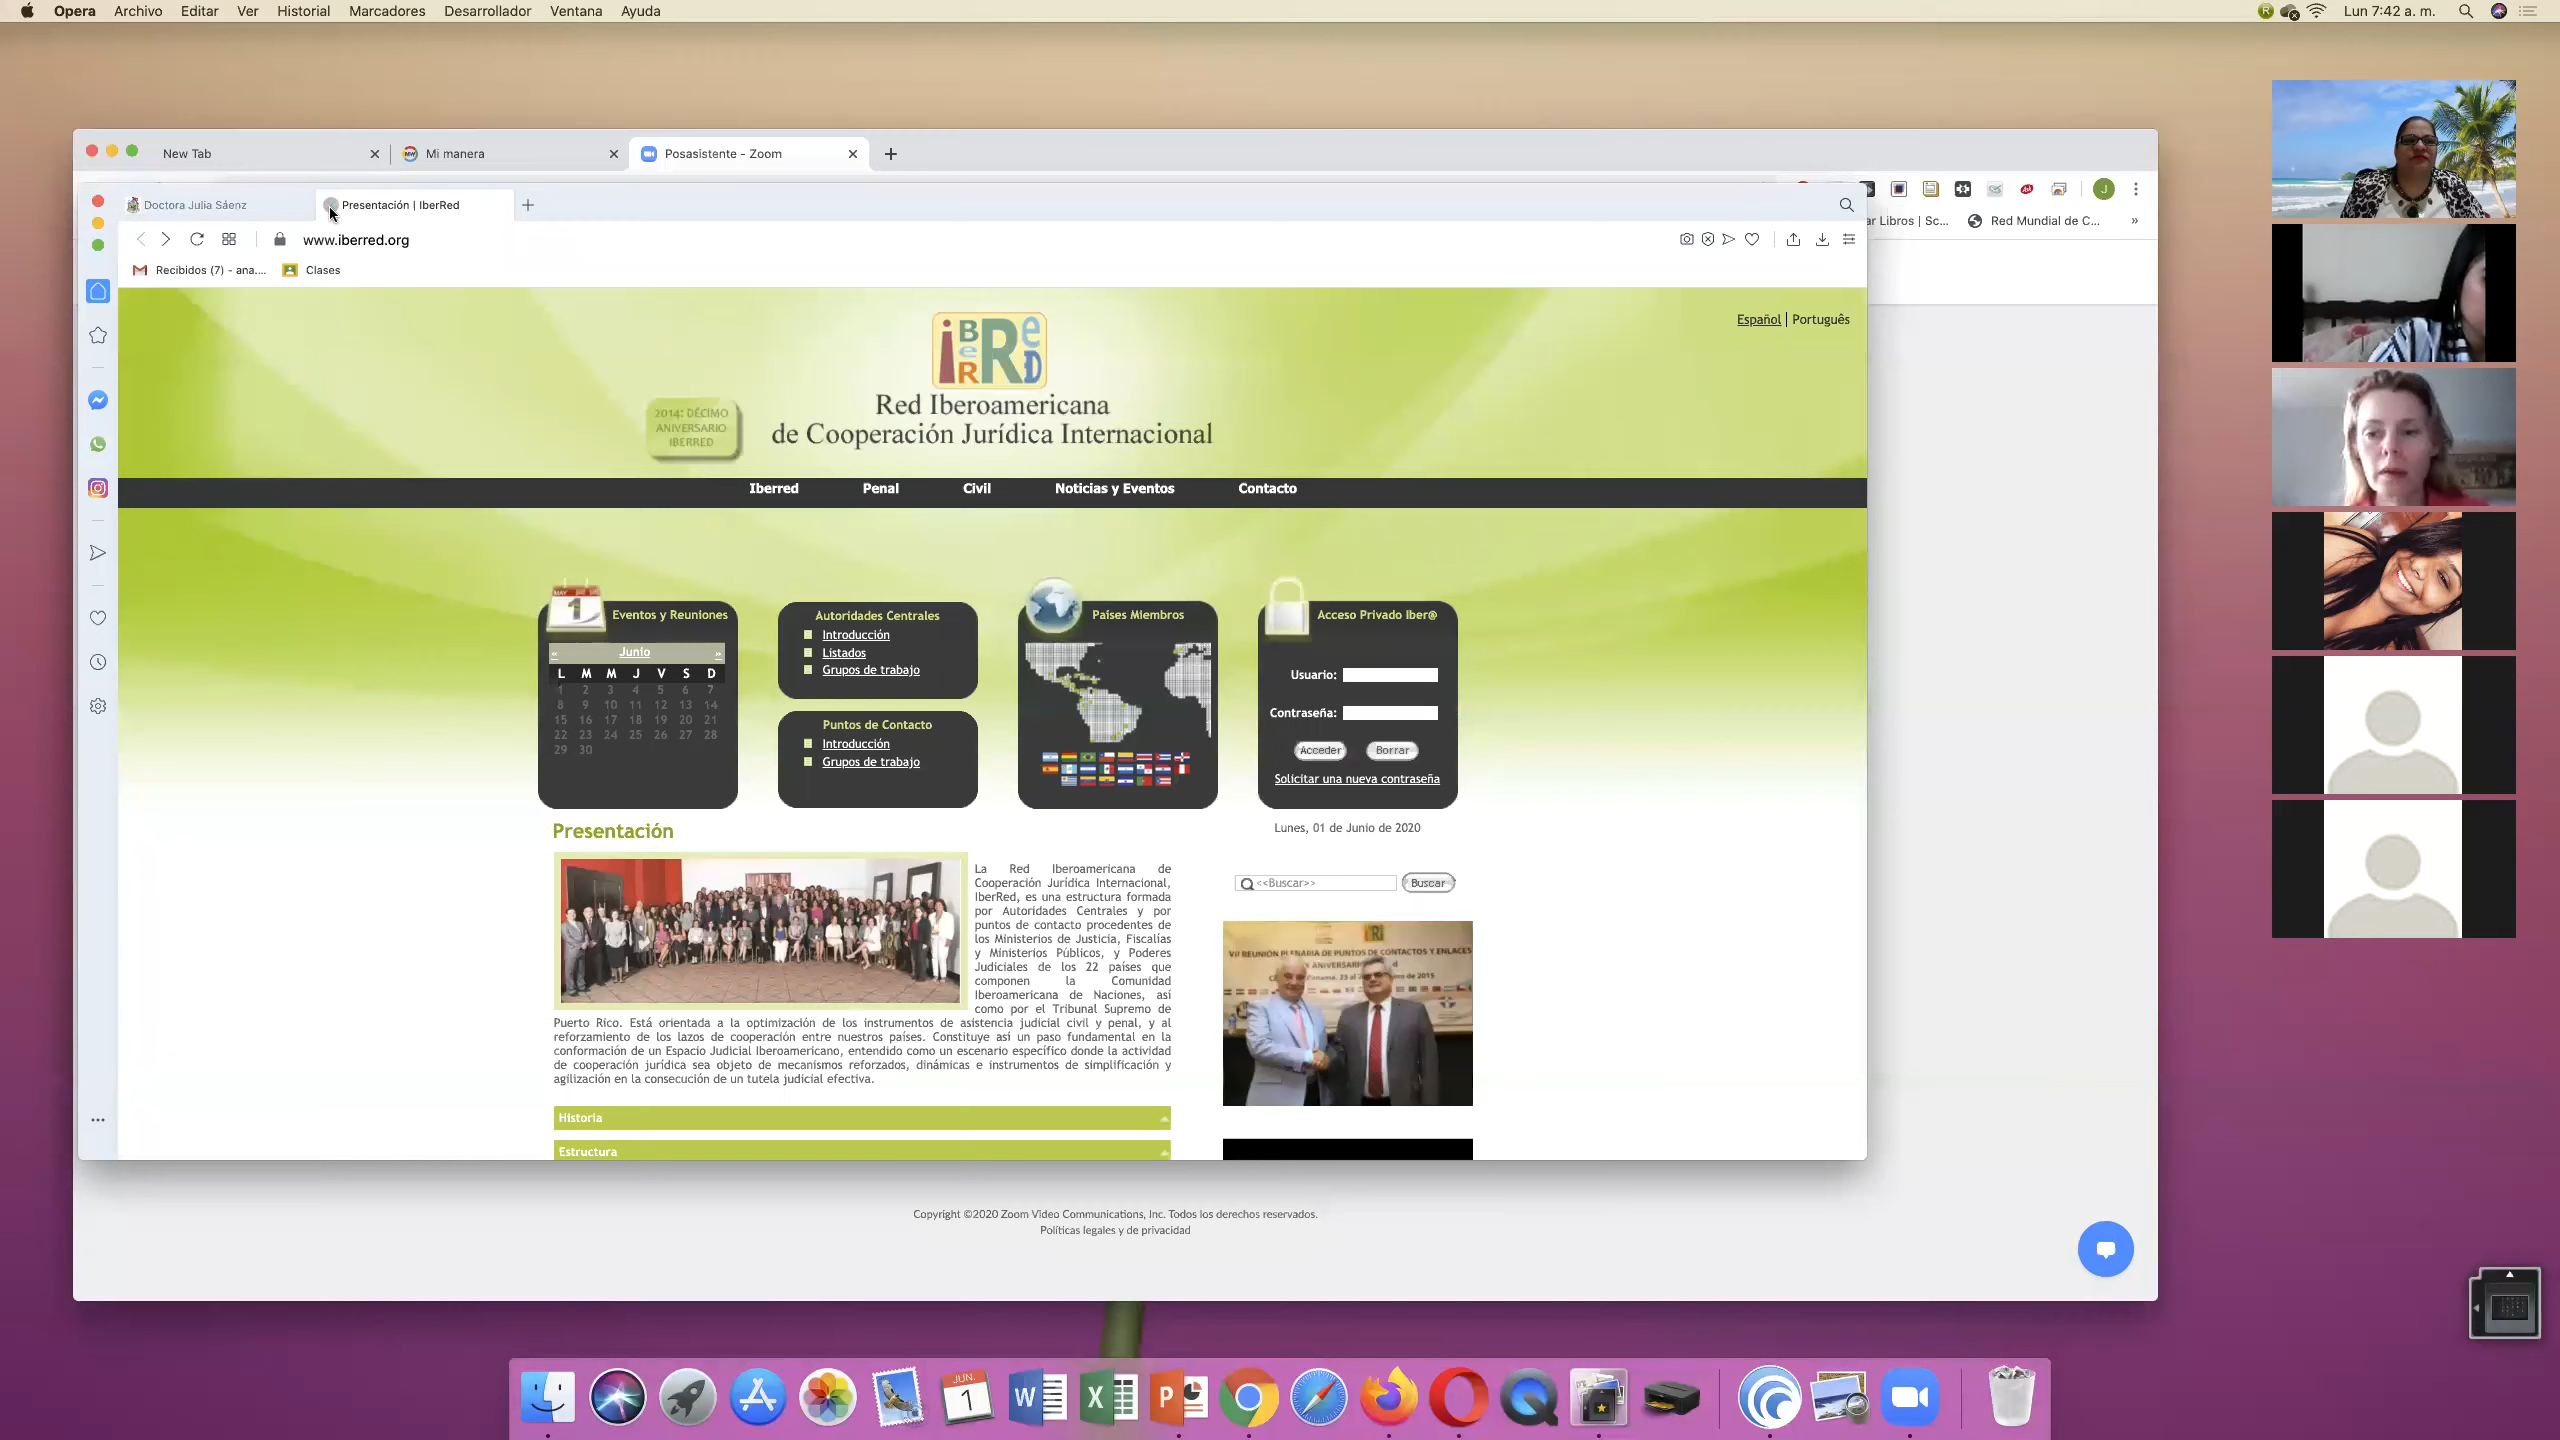 Opera Archivo Editar Ver Historial Marcadores Desarrollador Ventana Ayuda
Lun 7:42 a. m.
New Tab
Mi manera
Posasistente - Zoom
J
Doctora Julia Sáenz
Presentación | IberRed
www.iberred.org
ar Libros | Sc...
Red Mundial de C...
»
Recibidos (7) - ana....
Clases
Español | Português
iBERREeD
Red Iberoamericana
de Cooperación Jurídica Internacional
2014: DÉCIMO
ANIVERSARIO
IBERRED
Iberred Penal Civil Noticias y Eventos Contacto
MAY
1
Eventos y Reuniones
« Junio »
L M M J V S D
1 2 3 4 5 6 7
8 9 10 11 12 13 14
15 16 17 18 19 20 21
22 23 24 25 26 27 28
29 30
Autoridades Centrales
Introducción
Listados
Grupos de trabajo
Puntos de Contacto
Introducción
Grupos de trabajo
Países Miembros
Acceso Privado Iber@
Usuario:
Contraseña:
Acceder Borrar
Solicitar una nueva contraseña
Presentación
Lunes, 01 de Junio de 2020
<<Buscar>> Buscar
La Red Iberoamericana de
Cooperación Jurídica Internacional,
IberRed, es una estructura formada
por Autoridades Centrales y por
puntos de contacto procedentes de
los Ministerios de Justicia, Fiscalías
y Ministerios Públicos, y Poderes
Judiciales de los 22 países que
componen la Comunidad
Iberoamericana de Naciones, así
como por el Tribunal Supremo de
Puerto Rico. Está orientada a la optimización de los instrumentos de asistencia judicial civil y penal, y al
reforzamiento de los lazos de cooperación entre nuestros países. Constituye así un paso fundamental en la
conformación de un Espacio Judicial Iberoamericano, entendido como un escenario específico donde la actividad
de cooperación jurídica sea objeto de mecanismos reforzados, dinámicas e instrumentos de simplificación y
agilización en la consecución de un tutela judicial efectiva.
VII REUNIÓN PLENARIA DE PUNTOS DE CONTACTOS Y ENLACES
Historia
Estructura
Copyright ©2020 Zoom Video Communications, Inc. Todos los derechos reservados.
Políticas legales y de privacidad
JUN.
1
W
X
P